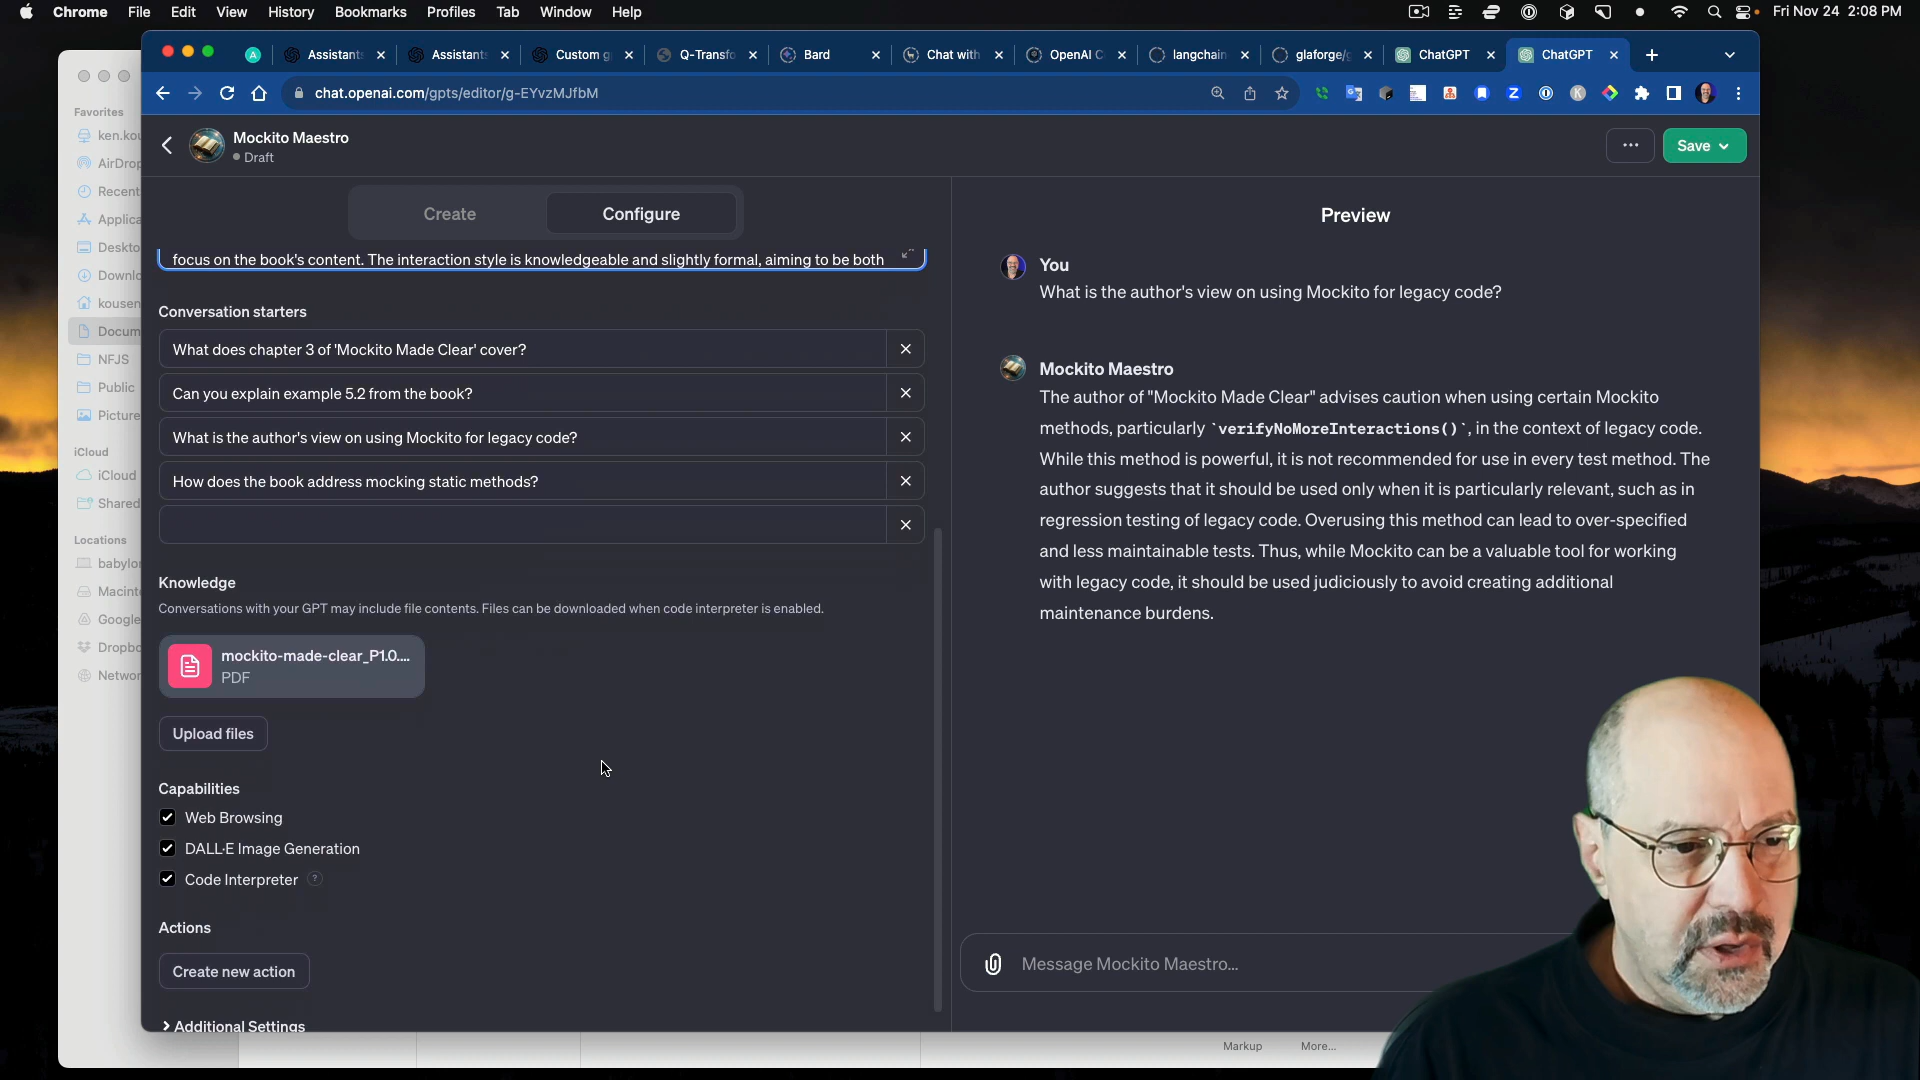 Chrome File Edit View History Bookmarks Profiles Tab Window Help
Fri Nov 24 2:08 PM
Assistants
Assistants
Custom g
Q-Transfo
Bard
Chat with
OpenAI C
langchain
glaforge/g
ChatGPT
ChatGPT
chat.openai.com/gpts/editor/g-EYvzMJfbM
Favorites
ken.kou
AirDrop
Recent
Applica
Deskto
Downlo
kousen
Docum
NFJS
Public
Picture
iCloud
iCloud
Shared
Locations
babylon
Macint
Google
Dropbo
Networ
Mockito Maestro
Draft
Save
Create
Configure
focus on the book's content. The interaction style is knowledgeable and slightly formal, aiming to be both
Conversation starters
What does chapter 3 of 'Mockito Made Clear' cover?
Can you explain example 5.2 from the book?
What is the author's view on using Mockito for legacy code?
How does the book address mocking static methods?
Knowledge
Conversations with your GPT may include file contents. Files can be downloaded when code interpreter is enabled.
mockito-made-clear_P1.0....
PDF
Upload files
Capabilities
Web Browsing
DALL·E Image Generation
Code Interpreter ?
Actions
Create new action
Additional Settings
Preview
You
What is the author's view on using Mockito for legacy code?
Mockito Maestro
The author of "Mockito Made Clear" advises caution when using certain Mockito
methods, particularly `verifyNoMoreInteractions()`, in the context of legacy code.
While this method is powerful, it is not recommended for use in every test method. The
author suggests that it should be used only when it is particularly relevant, such as in
regression testing of legacy code. Overusing this method can lead to over-specified
and less maintainable tests. Thus, while Mockito can be a valuable tool for working
with legacy code, it should be used judiciously to avoid creating additional
maintenance burdens.
Message Mockito Maestro...
Markup
More...